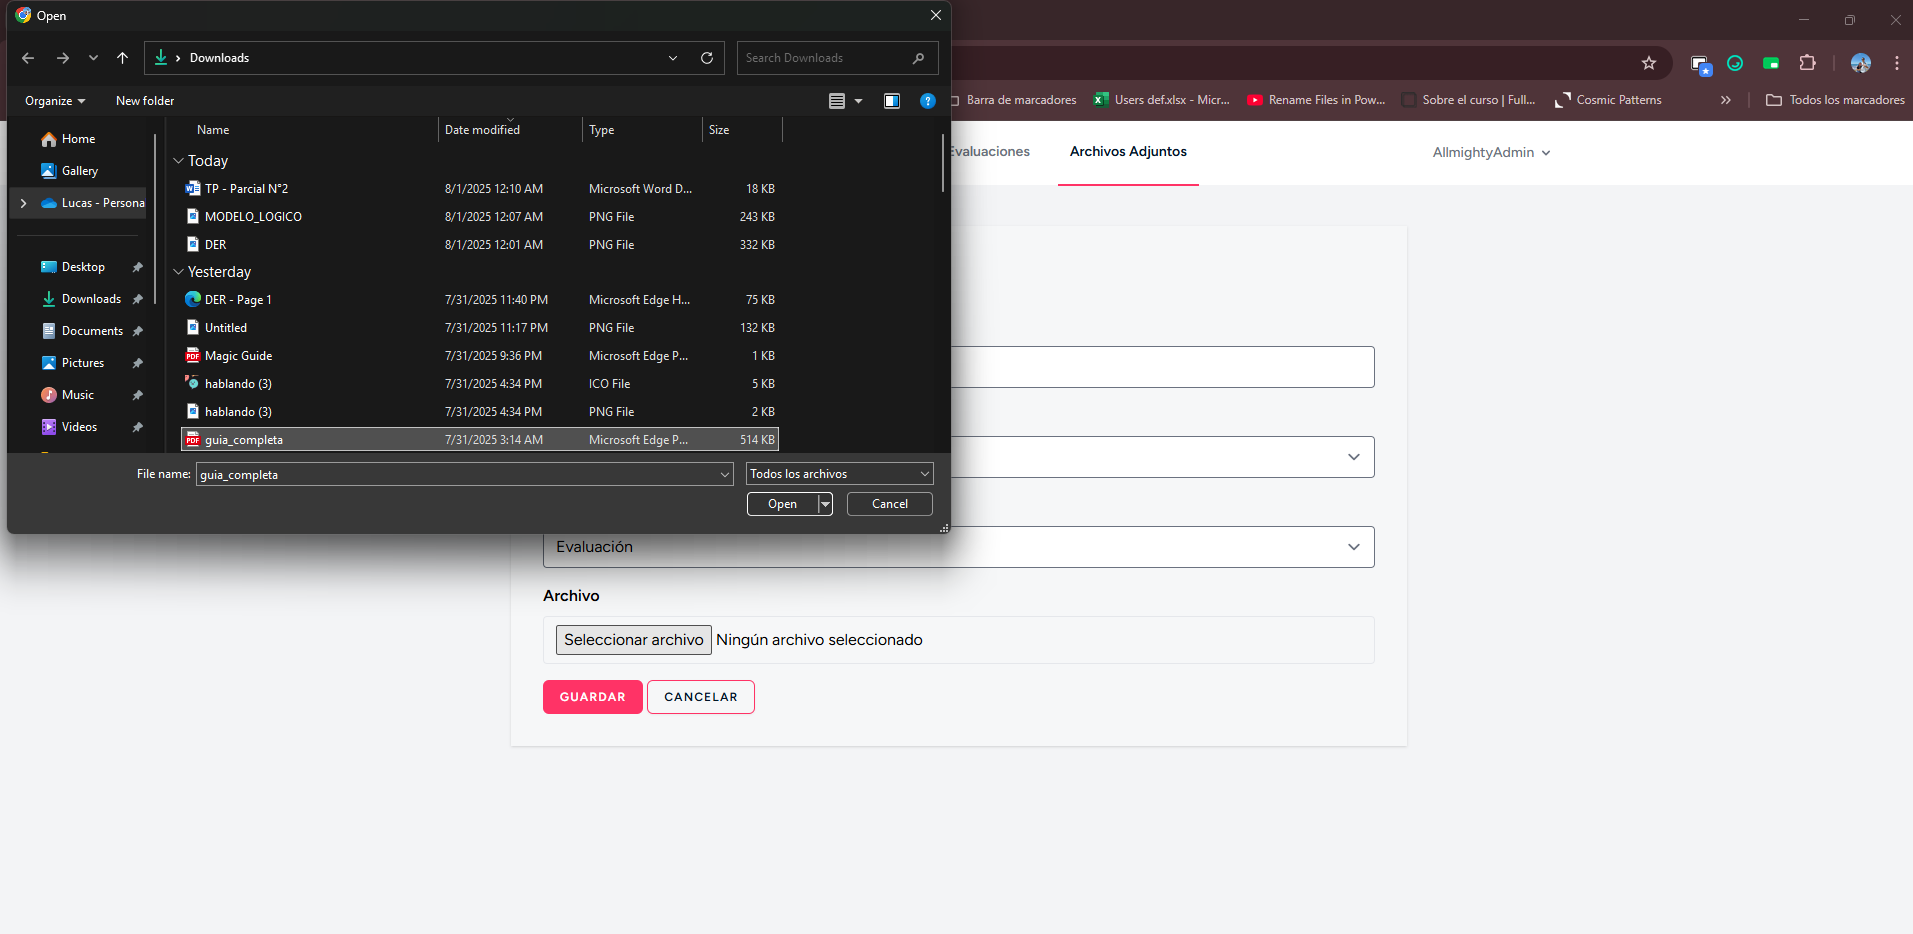 Open
Downloads
Search Downloads
Organize
New folder
Barra de marcadores
Users def.xlsx - Micr...
Rename Files in Pow...
Sobre el curso | Full...
Cosmic Patterns
»
Todos los marcadores
Home
Gallery
Lucas - Persona
Desktop
Downloads
Documents
Pictures
Music
Videos
Name Date modified Type Size
Today
TP - Parcial N°2 8/1/2025 12:10 AM Microsoft Word D... 18 KB
MODELO_LOGICO 8/1/2025 12:07 AM PNG File 243 KB
DER 8/1/2025 12:01 AM PNG File 332 KB
Yesterday
DER - Page 1 7/31/2025 11:40 PM Microsoft Edge H... 75 KB
Untitled 7/31/2025 11:17 PM PNG File 132 KB
Magic Guide 7/31/2025 9:36 PM Microsoft Edge P... 1 KB
hablando (3) 7/31/2025 4:34 PM ICO File 5 KB
hablando (3) 7/31/2025 4:34 PM PNG File 2 KB
guia_completa 7/31/2025 3:14 AM Microsoft Edge P... 514 KB
File name: guia_completa Todos los archivos
Open Cancel
Evaluaciones
Archivos Adjuntos
AllmightyAdmin
Evaluación
Archivo
Seleccionar archivo Ningún archivo seleccionado
GUARDAR CANCELAR